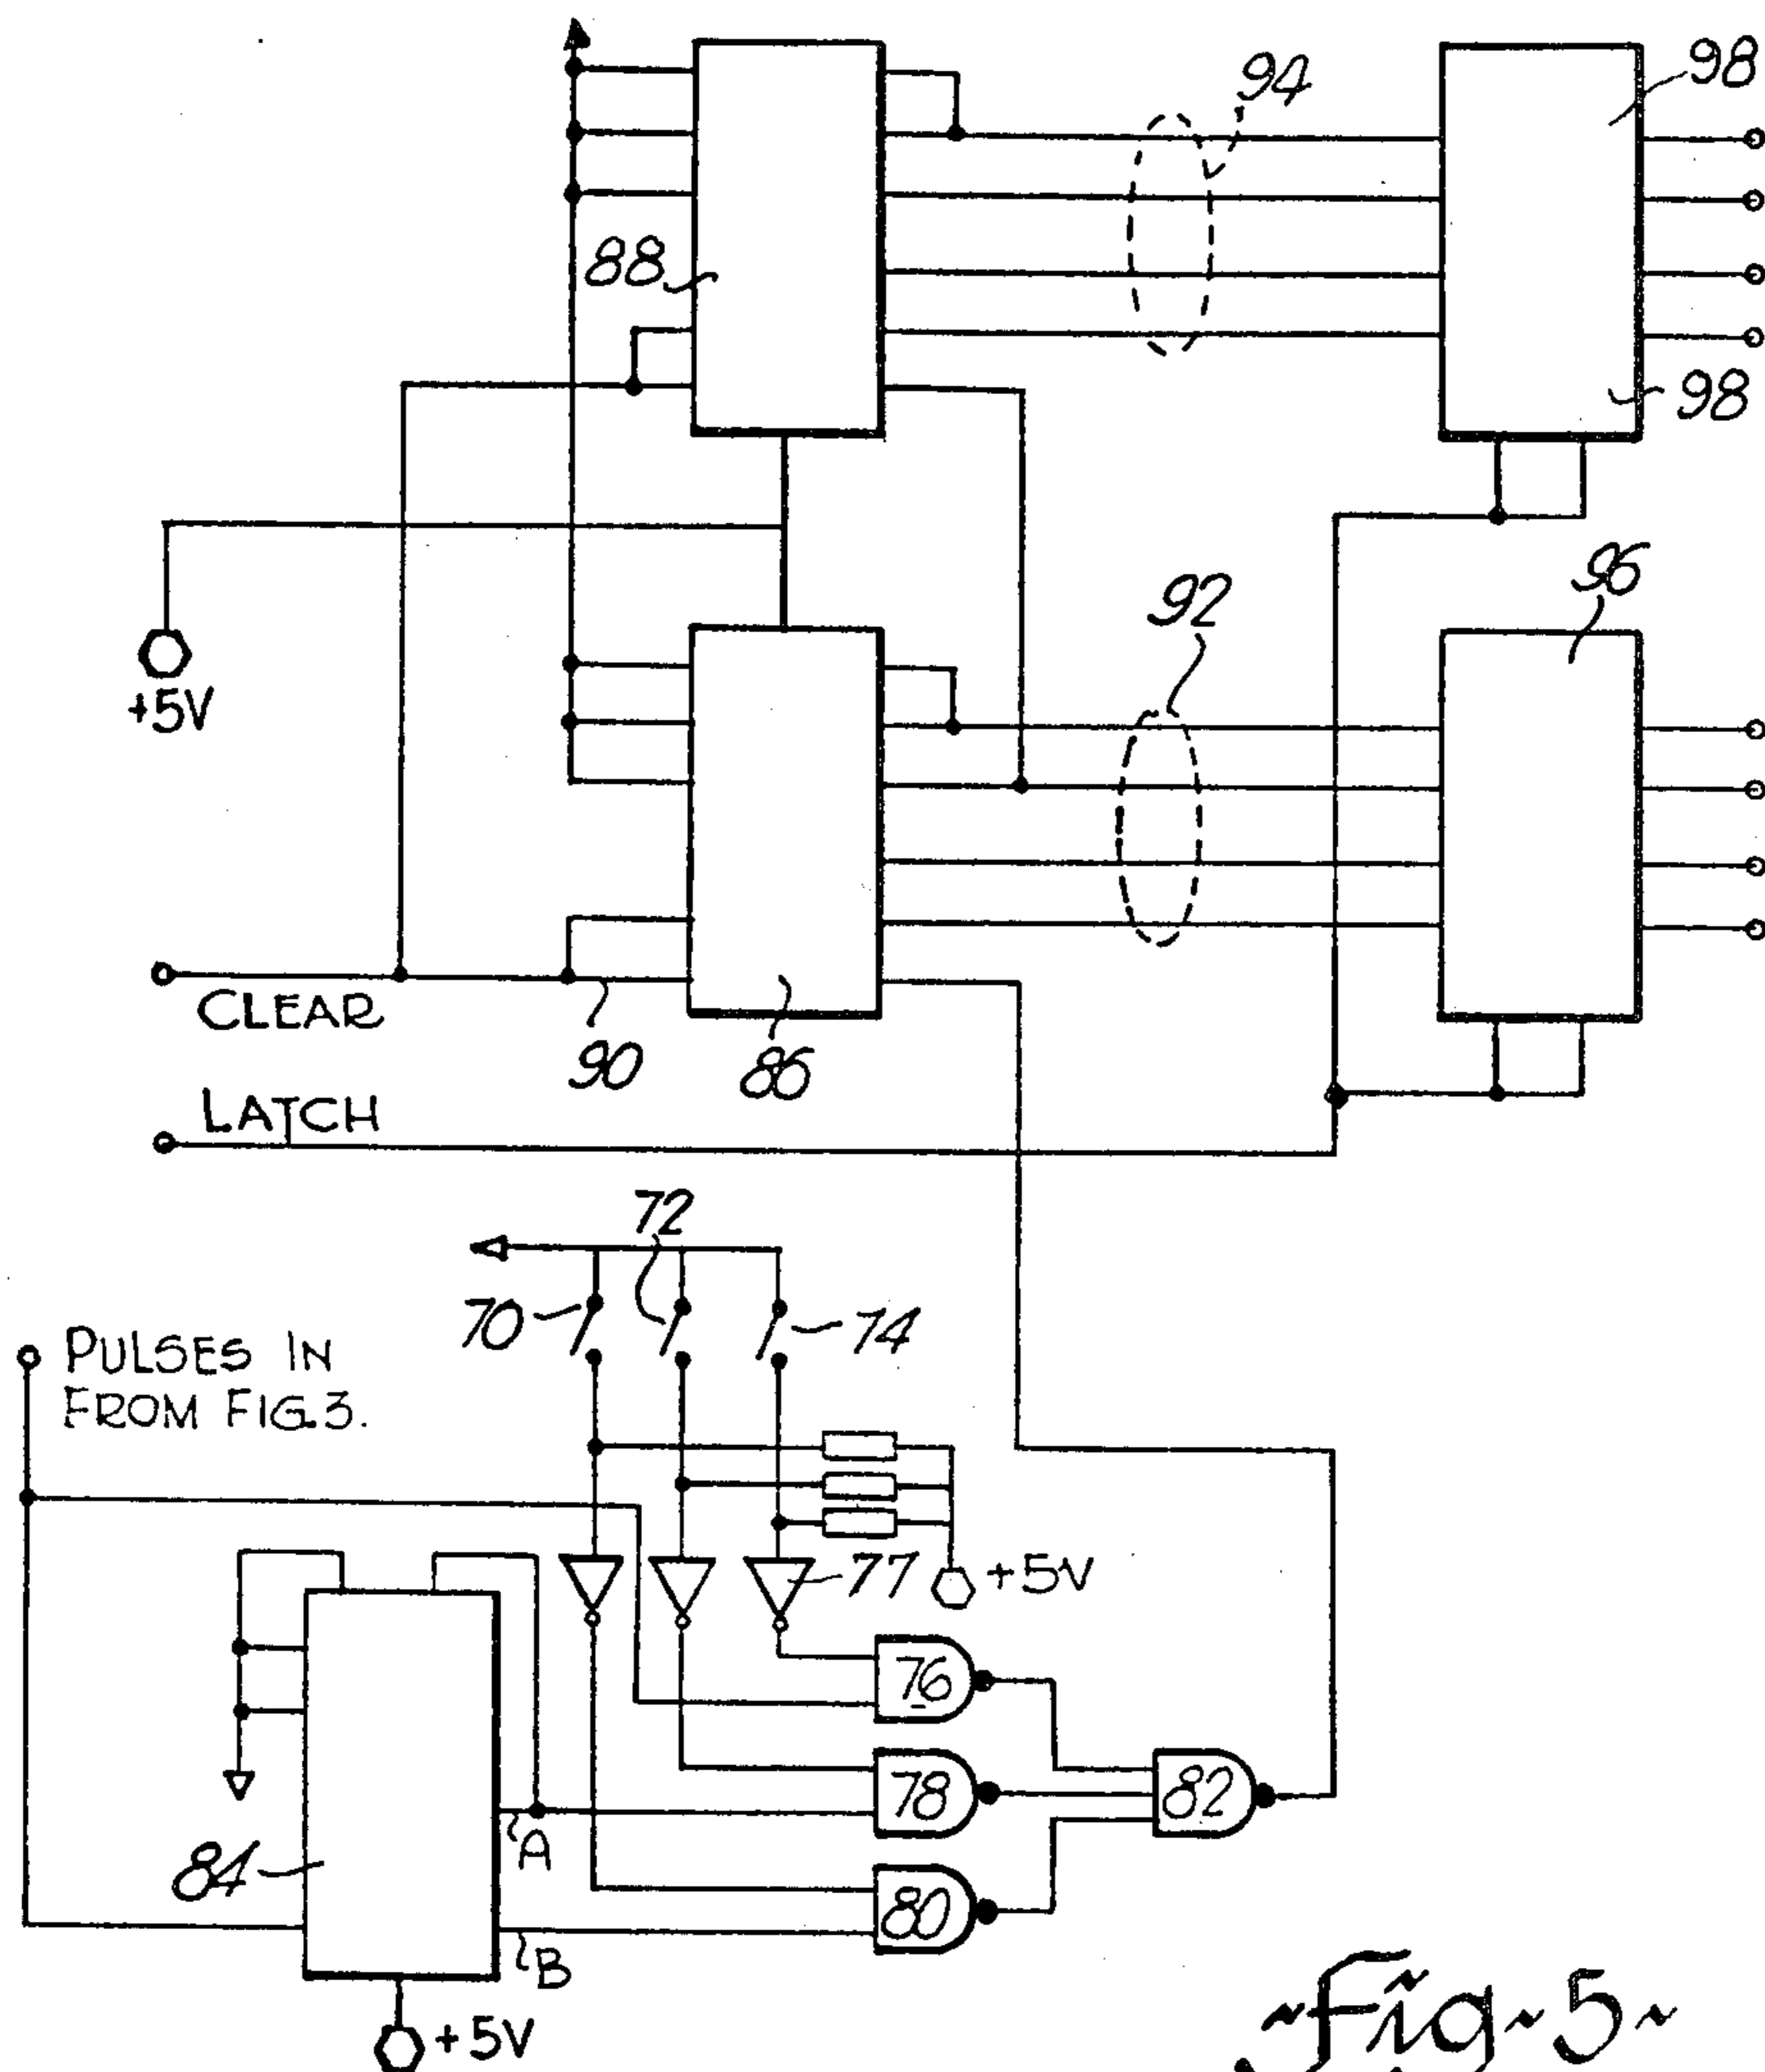 94
98
88
98
96
92
+5V
CLEAR
90
86
LATCH
72
70
74
PULSES IN
FROM FIG.3.
77
+5V
76
78
82
A
84
80
B
+5V
~Fig~5~